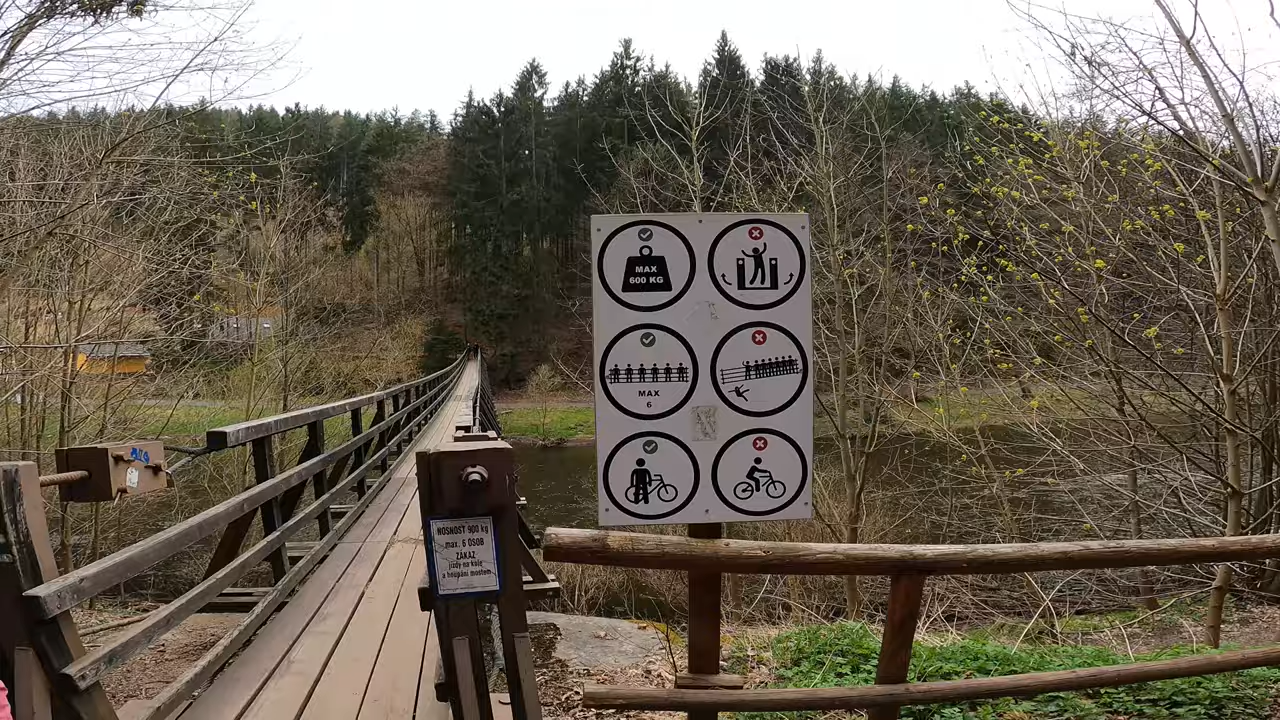 MAX
600 KG
MAX
6
NOSNOST 900 kg
max. 6 OSOB
ZÁKAZ
jízdy na kole
a houpání mostem